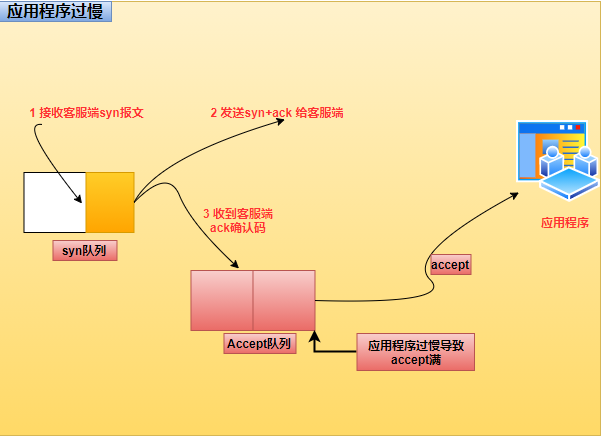 应用程序过慢
1 接收客服端syn报文
2 发送syn+ack 给客服端
3 收到客服端
ack确认码
syn队列
应用程序
accept
Accept队列
应用程序过慢导致
accept满